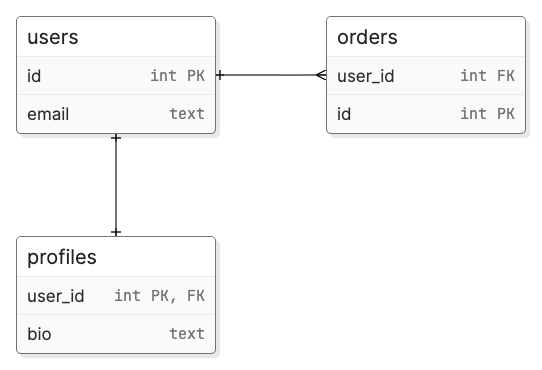 users
id int PK
email text
orders
user_id int FK
id int PK
profiles
user_id int PK, FK
bio text